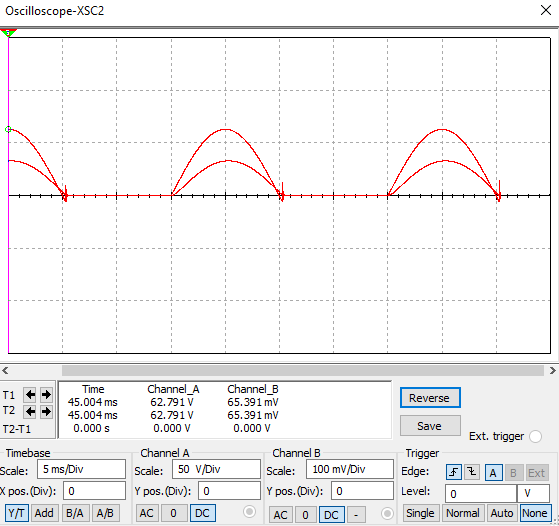 Oscilloscope-XSC2
T1
T2
T2-T1
Time Channel_A Channel_B
45.004 ms 62.791 V 65.391 mV
45.004 ms 62.791 V 65.391 mV
0.000 s 0.000 V 0.000 V
Reverse
Save
Ext. trigger
Timebase
Scale: 5 ms/Div
X pos.(Div): 0
Y/T Add B/A A/B
Channel A
Scale: 50 V/Div
Y pos.(Div): 0
AC 0 DC
Channel B
Scale: 100 mV/Div
Y pos.(Div): 0
AC 0 DC -
Trigger
Edge: A B Ext
Level: 0 V
Single Normal Auto None